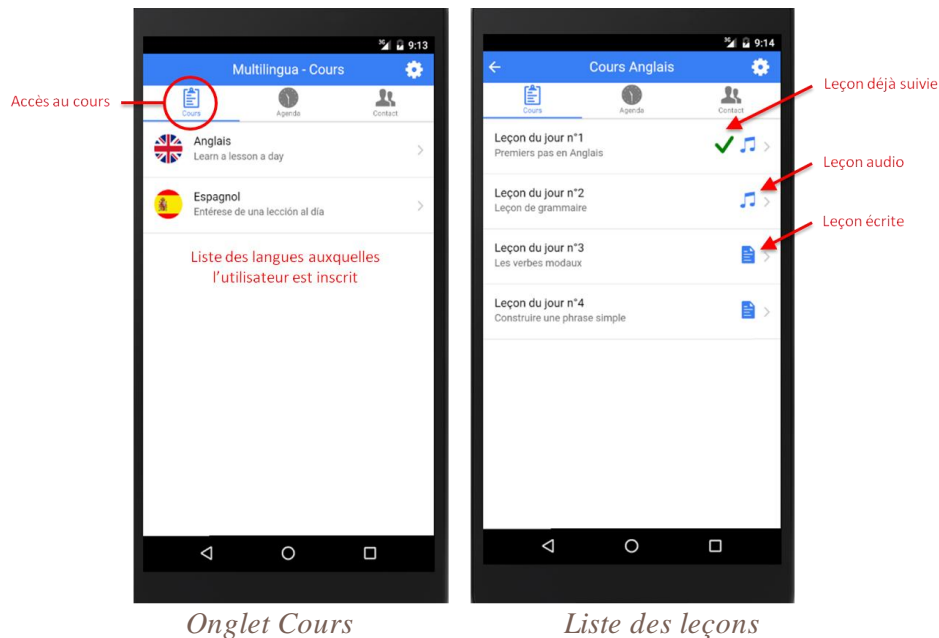 9:13
Multilingua - Cours
Accès au cours
Cours
Agenda
Contact
Anglais
Learn a lesson a day
Espagnol
Entérese de una lección al día
Liste des langues auxquelles
l'utilisateur est inscrit
Onglet Cours
9:14
Cours Anglais
Cours
Agenda
Contact
Leçon déjà suivie
Leçon du jour n°1
Premiers pas en Anglais
Leçon audio
Leçon du jour n°2
Leçon de grammaire
Leçon écrite
Leçon du jour n°3
Les verbes modaux
Leçon du jour n°4
Construire une phrase simple
Liste des leçons